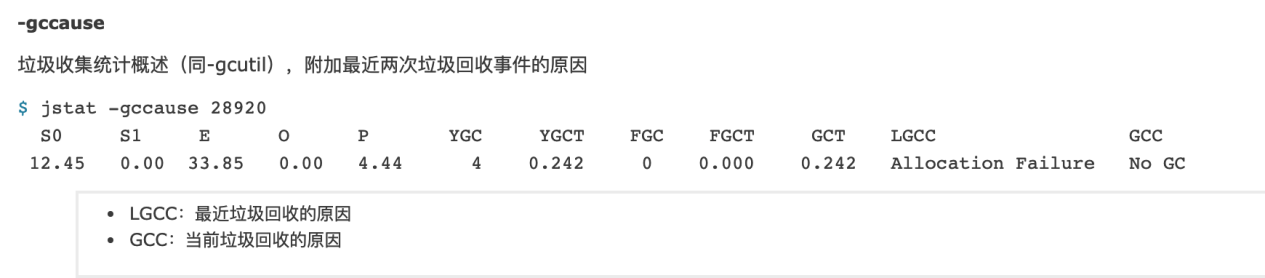 -gccause
垃圾收集统计概述（同-gcutil），附加最近两次垃圾回收事件的原因
$ jstat -gccause 28920
S0 S1 E O P YGC YGCT FGC FGCT GCT LGCC GCC
12.45 0.00 33.85 0.00 4.44 4 0.242 0 0.000 0.242 Allocation Failure No GC
• LGCC：最近垃圾回收的原因
• GCC：当前垃圾回收的原因